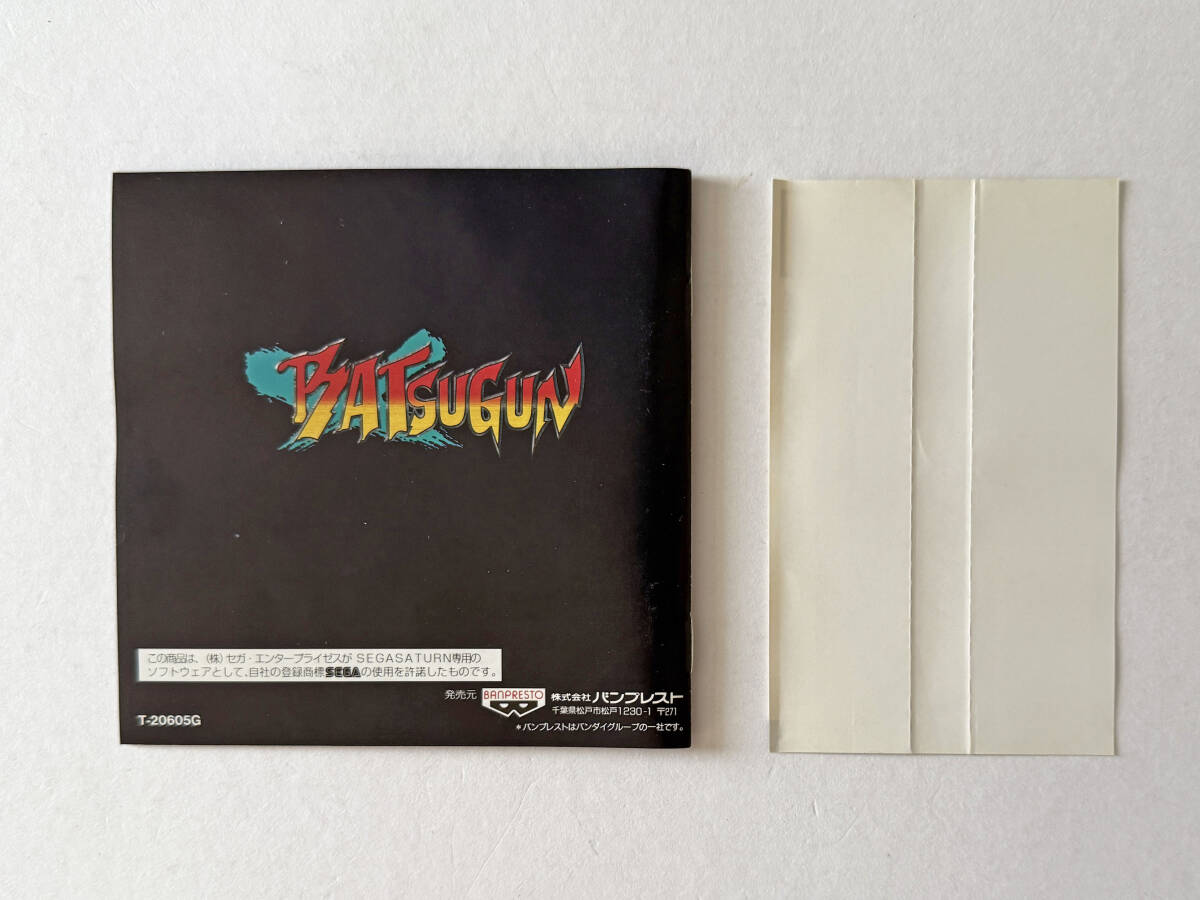 BATSUGUN
この商品は、(株)セガ・エンタープライゼスがSEGASATURN専用の
ソフトウェアとして、自社の登録商標SEGAの使用を許諾したものです。
発売元 BANPRESTO 株式会社バンプレスト
千葉県松戸市松戸1230-1 〒271
T-20605G
*バンプレストはバンダイグループの一社です。